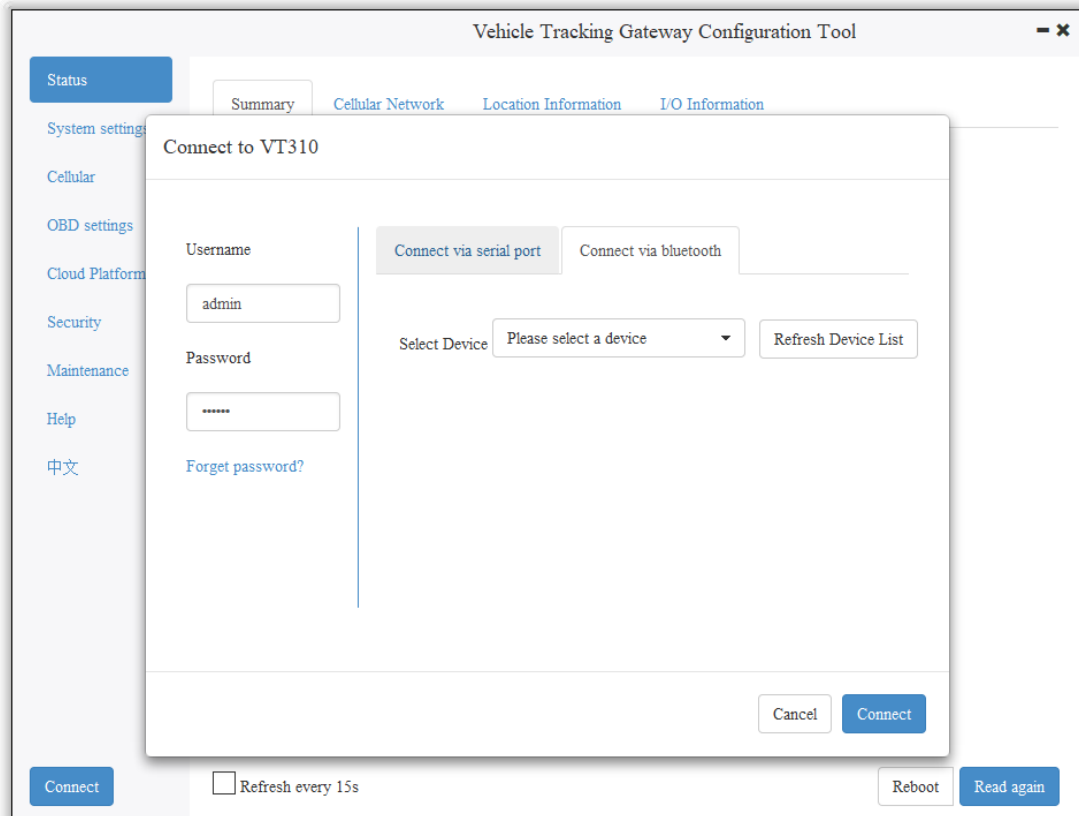 Vehicle Tracking Gateway Configuration Tool
Status
Summary
Cellular Network
Location Information
I/O Information
System settings
Cellular
OBD settings
Cloud Platform
Security
Maintenance
Help
中文
Connect to VT310
Username
admin
Password
••••••
Forget password?
Connect via serial port
Connect via bluetooth
Select Device
Please select a device
Refresh Device List
Cancel
Connect
Connect
Refresh every 15s
Reboot
Read again